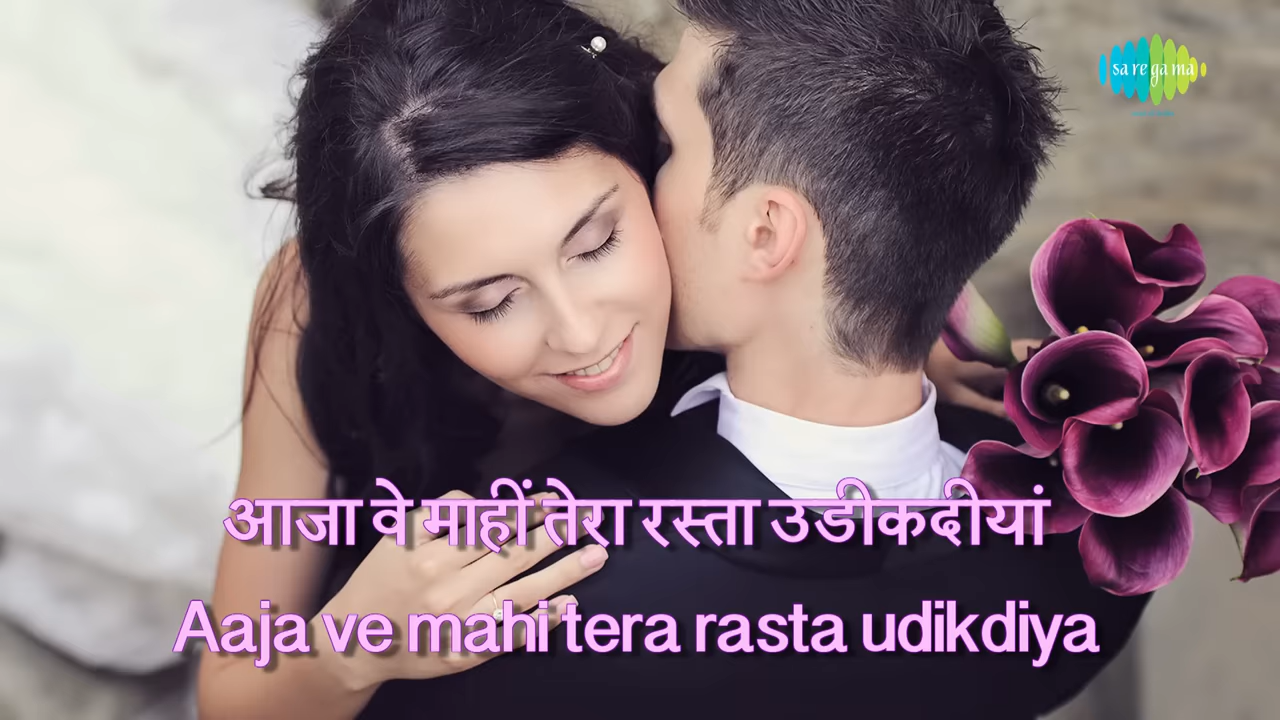 sa re ga ma
आजा वे माहीं तेरा रस्ता उडीकदीयां
Aaja ve mahi tera rasta udikdiya